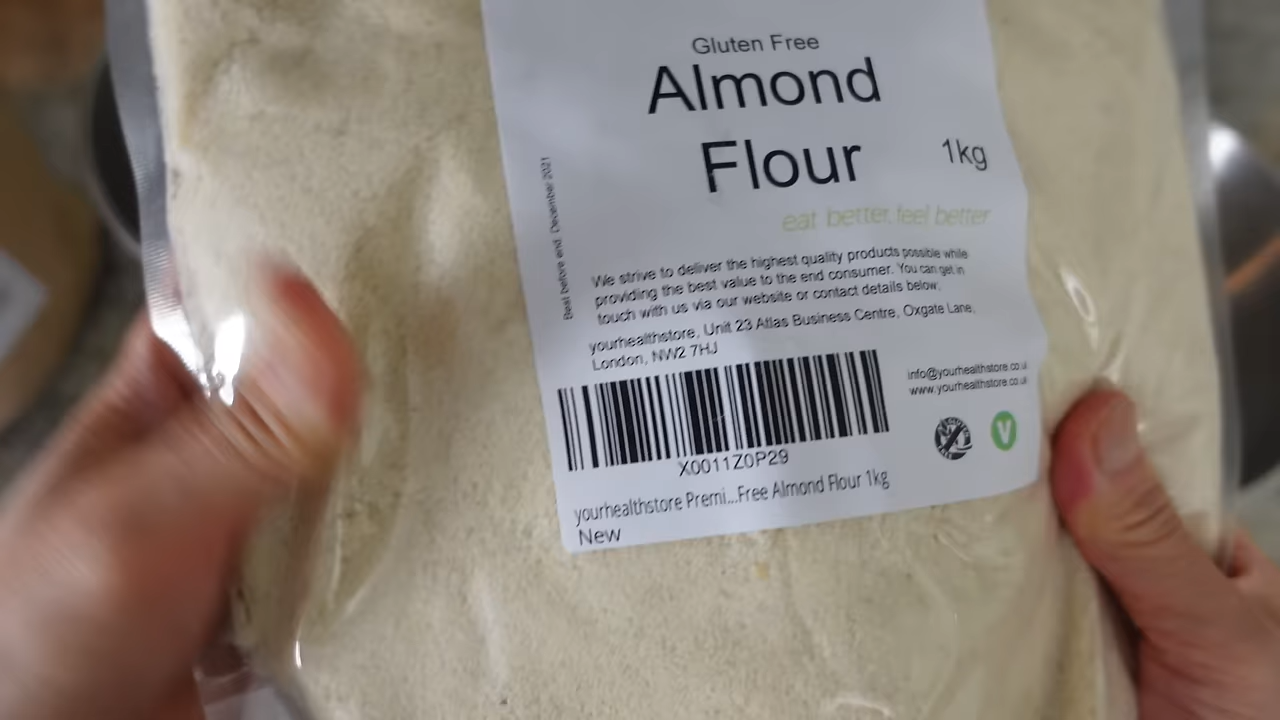 Gluten Free
Almond
Flour
1kg
eat better, feel better
Best before end: December 2021
We strive to deliver the highest quality products possible while
providing the best value to the end consumer. You can get in
touch with us via our website or contact details below.
yourhealthstore, Unit 23 Atlas Business Centre, Oxgate Lane,
London, NW2 7HJ
info@yourhealthstore.co.uk
www.yourhealthstore.co.uk
V
X0011Z0P29
yourhealthstore Premi...Free Almond Flour 1kg
New